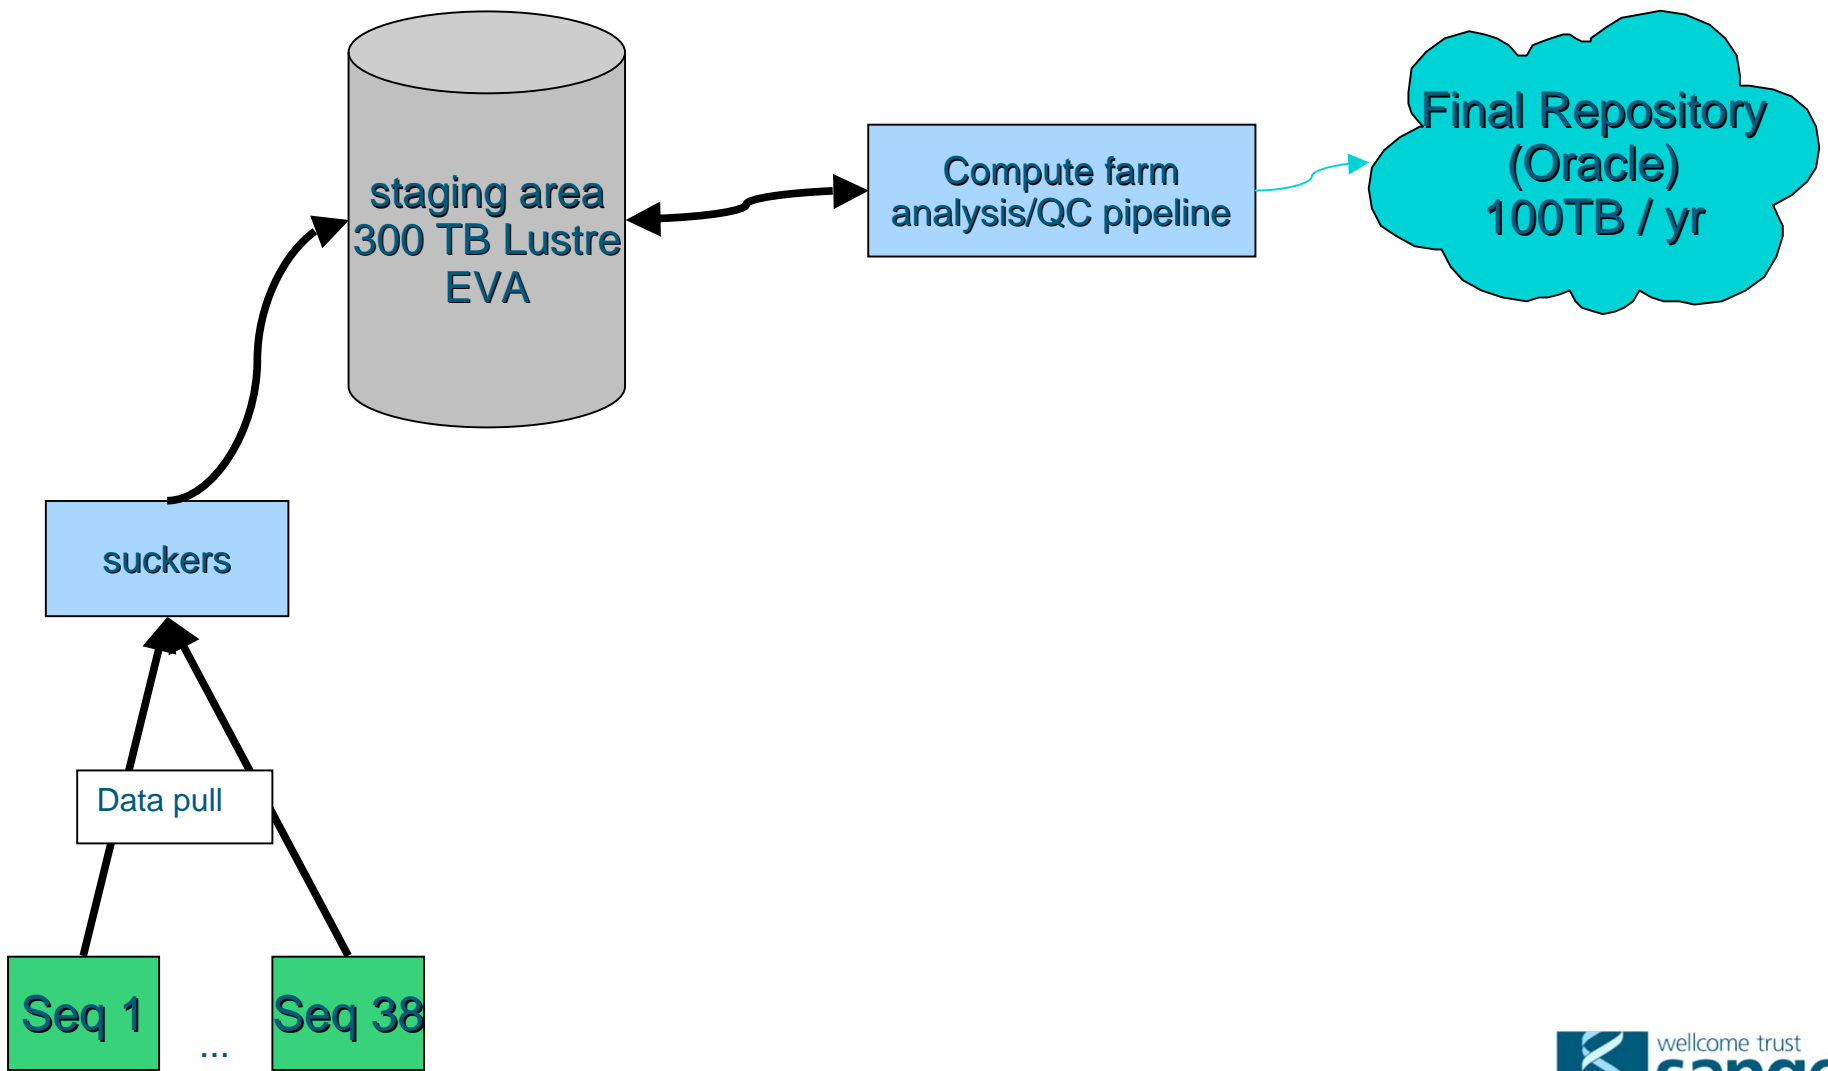 staging area
300 TB Lustre
EVA
Compute farm
analysis/QC pipeline
Final Repository
(Oracle)
100TB / yr
suckers
Data pull
Seq 1
...
Seq 38
wellcome trust